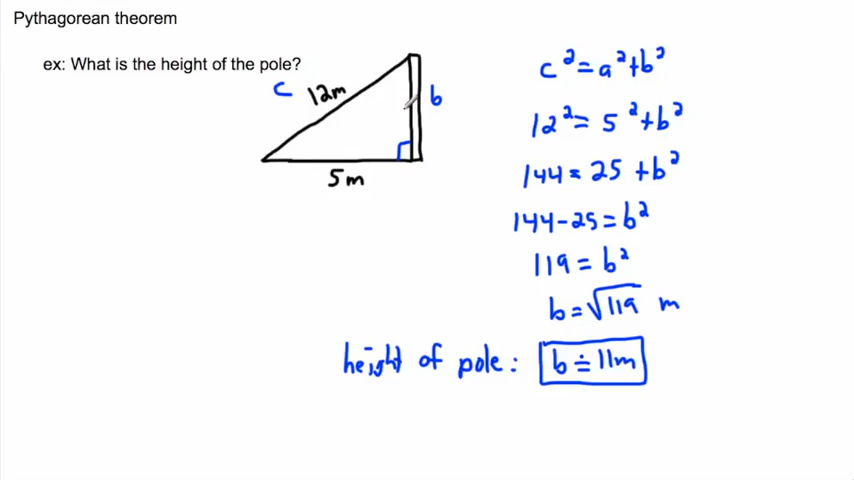 Pythagorean theorem
ex: What is the height of the pole?
c 12m b
5m
c² = a² + b²
12² = 5² + b²
144 = 25 + b²
144 - 25 = b²
119 = b²
b = √119 m
height of pole: b ≐ 11m